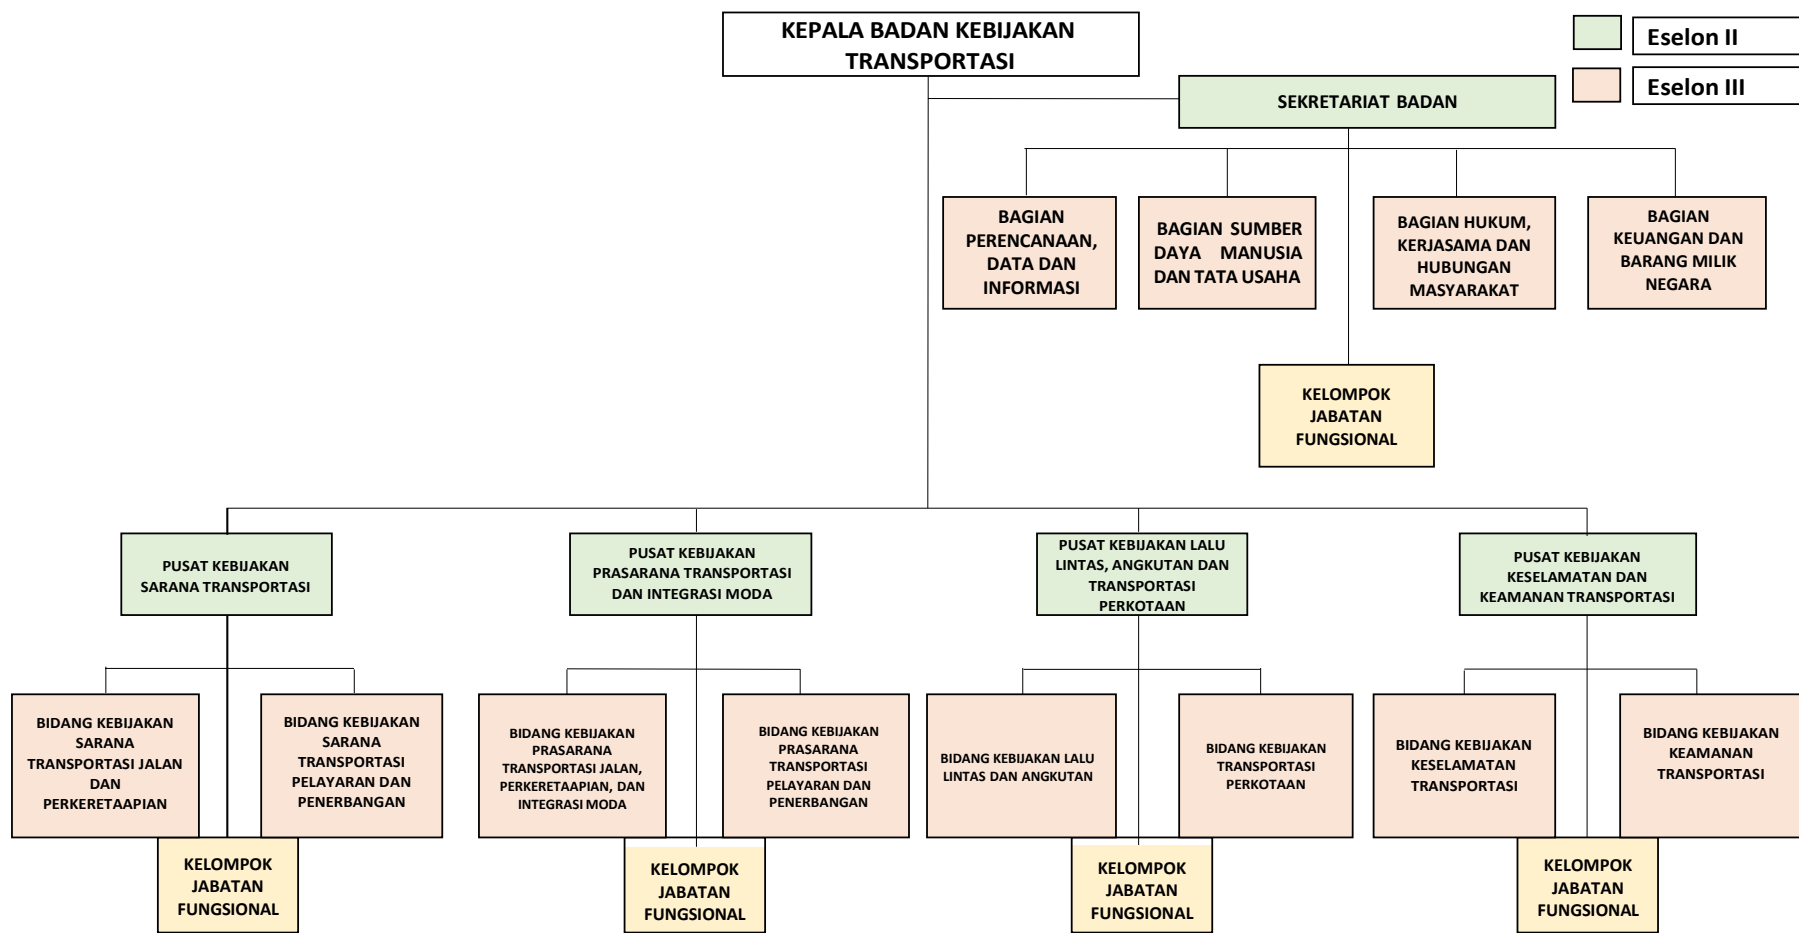 KEPALA BADAN KEBIJAKAN
TRANSPORTASI
Eselon II
Eselon III
SEKRETARIAT BADAN
BAGIAN
PERENCANAAN,
DATA DAN
INFORMASI
BAGIAN SUMBER
DAYA MANUSIA
DAN TATA USAHA
BAGIAN HUKUM,
KERJASAMA DAN
HUBUNGAN
MASYARAKAT
BAGIAN
KEUANGAN DAN
BARANG MILIK
NEGARA
KELOMPOK
JABATAN
FUNGSIONAL
PUSAT KEBIJAKAN
SARANA TRANSPORTASI
PUSAT KEBIJAKAN
PRASARANA TRANSPORTASI
DAN INTEGRASI MODA
PUSAT KEBIJAKAN LALU
LINTAS, ANGKUTAN DAN
TRANSPORTASI
PERKOTAAN
PUSAT KEBIJAKAN
KESELAMATAN DAN
KEAMANAN TRANSPORTASI
BIDANG KEBIJAKAN
SARANA
TRANSPORTASI JALAN
DAN
PERKERETAAPIAN
BIDANG KEBIJAKAN
SARANA
TRANSPORTASI
PELAYARAN DAN
PENERBANGAN
BIDANG KEBIJAKAN
PRASARANA
TRANSPORTASI JALAN,
PERKERETAAPIAN, DAN
INTEGRASI MODA
BIDANG KEBIJAKAN
PRASARANA
TRANSPORTASI
PELAYARAN DAN
PENERBANGAN
BIDANG KEBIJAKAN LALU
LINTAS DAN ANGKUTAN
BIDANG KEBIJAKAN
TRANSPORTASI
PERKOTAAN
BIDANG KEBIJAKAN
KESELAMATAN
TRANSPORTASI
BIDANG KEBIJAKAN
KEAMANAN
TRANSPORTASI
KELOMPOK
JABATAN
FUNGSIONAL
KELOMPOK
JABATAN
FUNGSIONAL
KELOMPOK
JABATAN
FUNGSIONAL
KELOMPOK
JABATAN
FUNGSIONAL